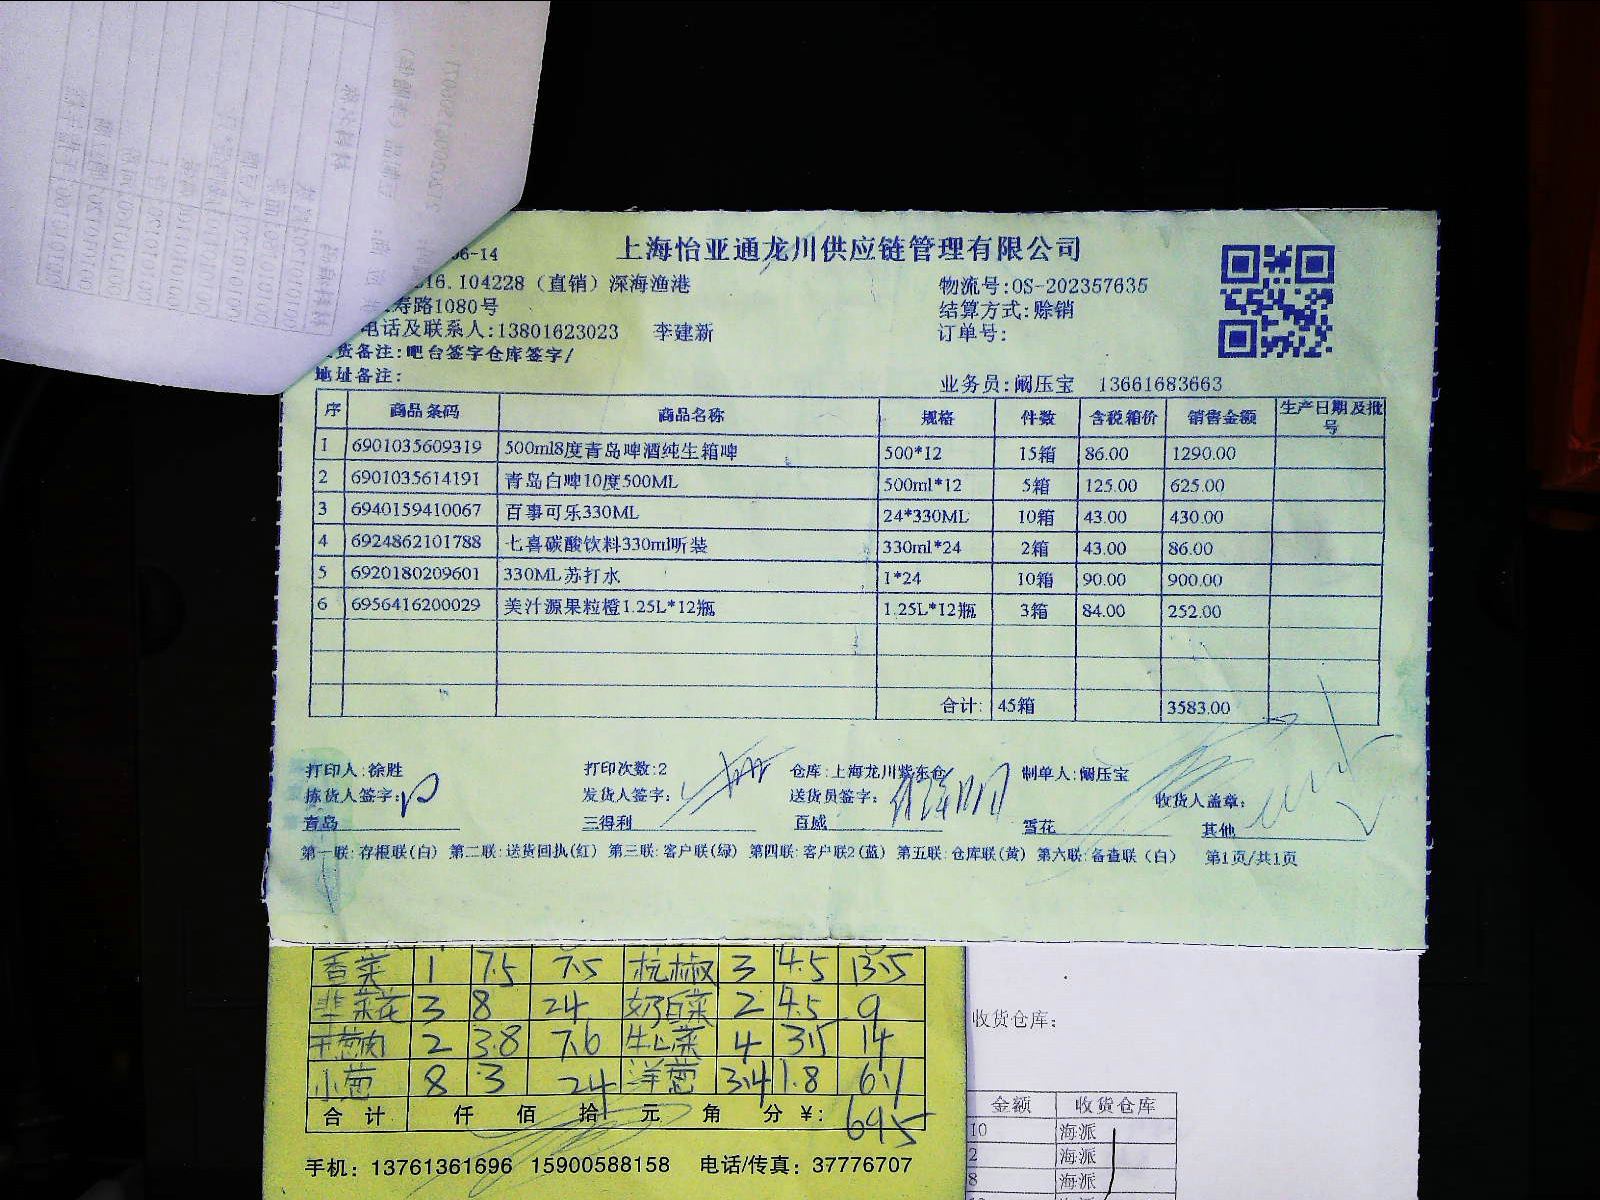 上海怡亚通龙川供应链管理有限公司
06-14
016.104228（直销）深海渔港
物流号:OS-202357635
寿路1080号
结算方式:赊销
电话及联系人:13801623023 李建新
订单号:
货备注:吧台签字仓库签字/
地址备注:
业务员:阚压宝 13661683663
序 商品条码 商品名称 规格 件数 含税箱价 销售金额 生产日期及批号
1 6901035609319 500ml8度青岛啤酒纯生箱啤 500*12 15箱 86.00 1290.00
2 6901035614191 青岛白啤10度500ML 500ml*12 5箱 125.00 625.00
3 6940159410067 百事可乐330ML 24*330ML 10箱 43.00 430.00
4 6924862101788 七喜碳酸饮料330ml听装 330ml*24 2箱 43.00 86.00
5 6920180209601 330ML苏打水 1*24 10箱 90.00 900.00
6 6956416200029 美汁源果粒橙1.25L*12瓶 1.25L*12瓶 3箱 84.00 252.00
合计: 45箱 3583.00
打印人:徐胜 打印次数:2 仓库:上海龙川紫东仓 制单人:阚压宝
拣货人签字: 发货人签字: 送货员签字: 收货人盖章:
青岛 三得利 百威 雪花 其他
第一联:存根联(白) 第二联:送货回执(红) 第三联:客户联(绿) 第四联:客户联2(蓝) 第五联:仓库联(黄) 第六联:备查联（白） 第1页/共1页
香菜 1 7.5 7.5 杭椒 3 4.5 13.5
韭菜花 3 8 24 奶白菜 2 4.5 9
2 3.8 7.6 生菜 4 3.5 14
小葱 8 3 24 洋葱 3.4 1.8 6.1
合计 仟 佰 拾 元 角 分 ¥: 695
手机：13761361696 15900588158 电话/传真：37776707
收货仓库:
金额 收货仓库
10 海派
2 海派
8 海派